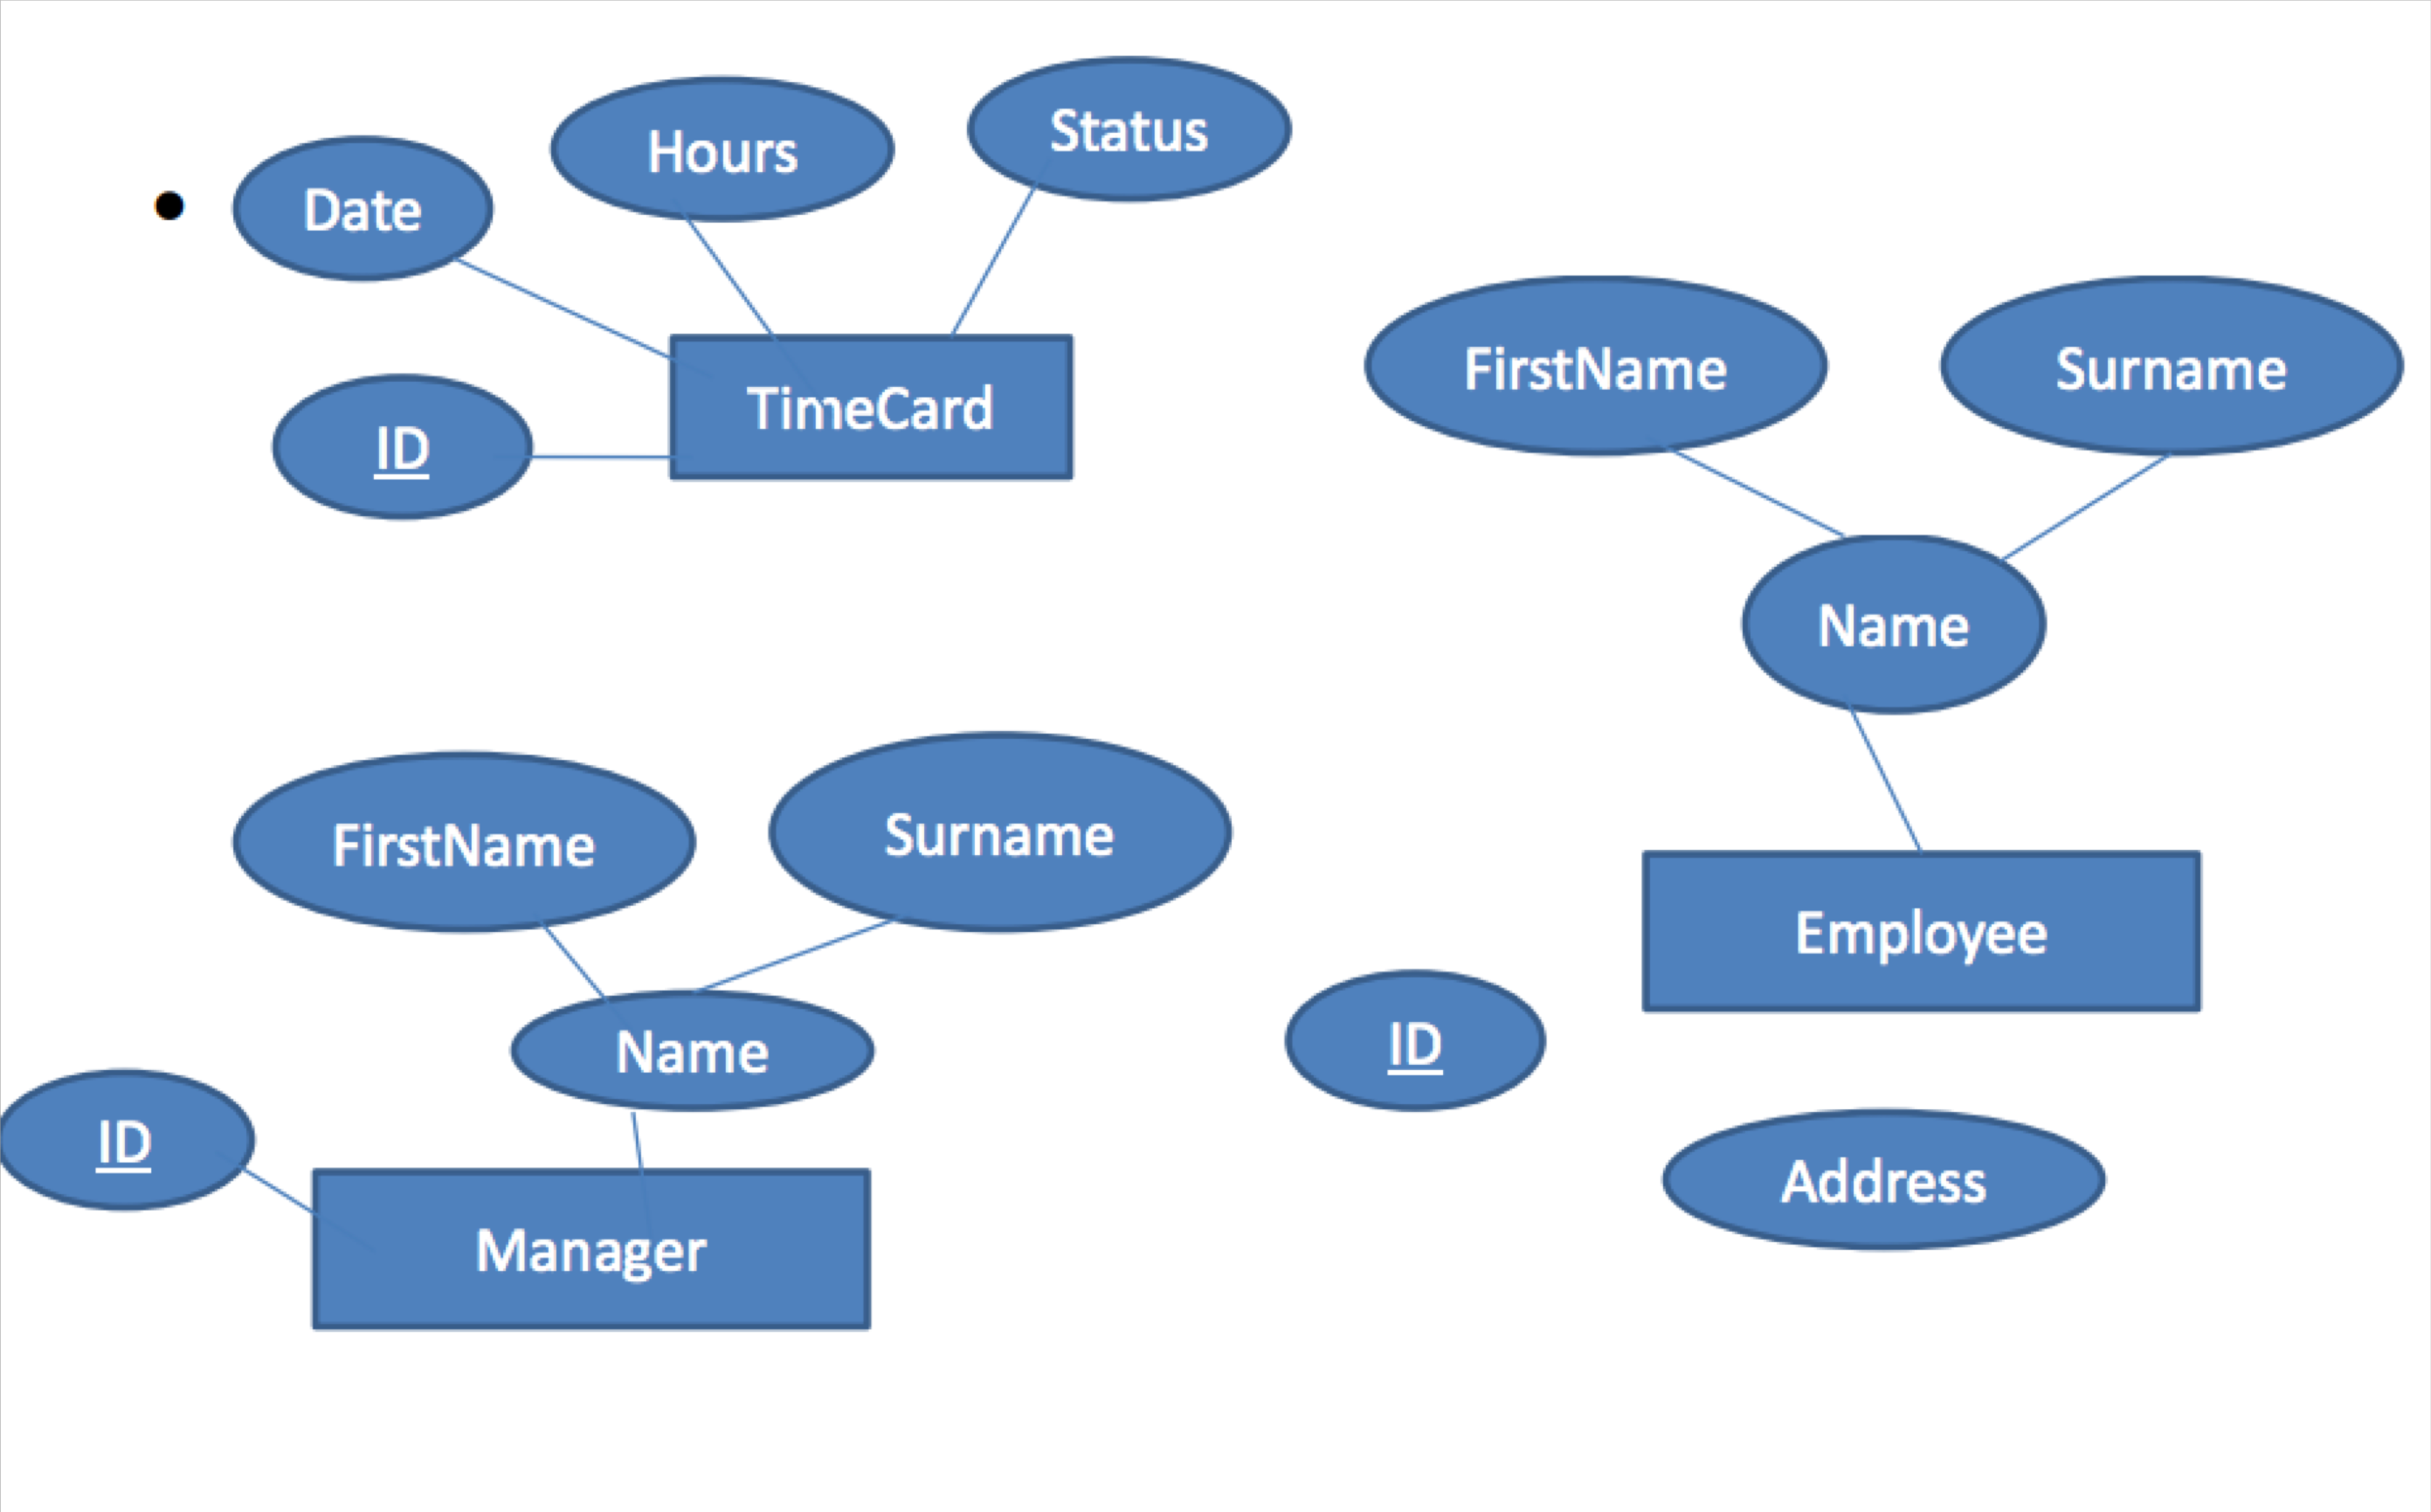 Status
Hours
• Date
TimeCard
ID
FirstName
Surname
Name
Employee
ID
Address
FirstName
Surname
Name
ID
Manager